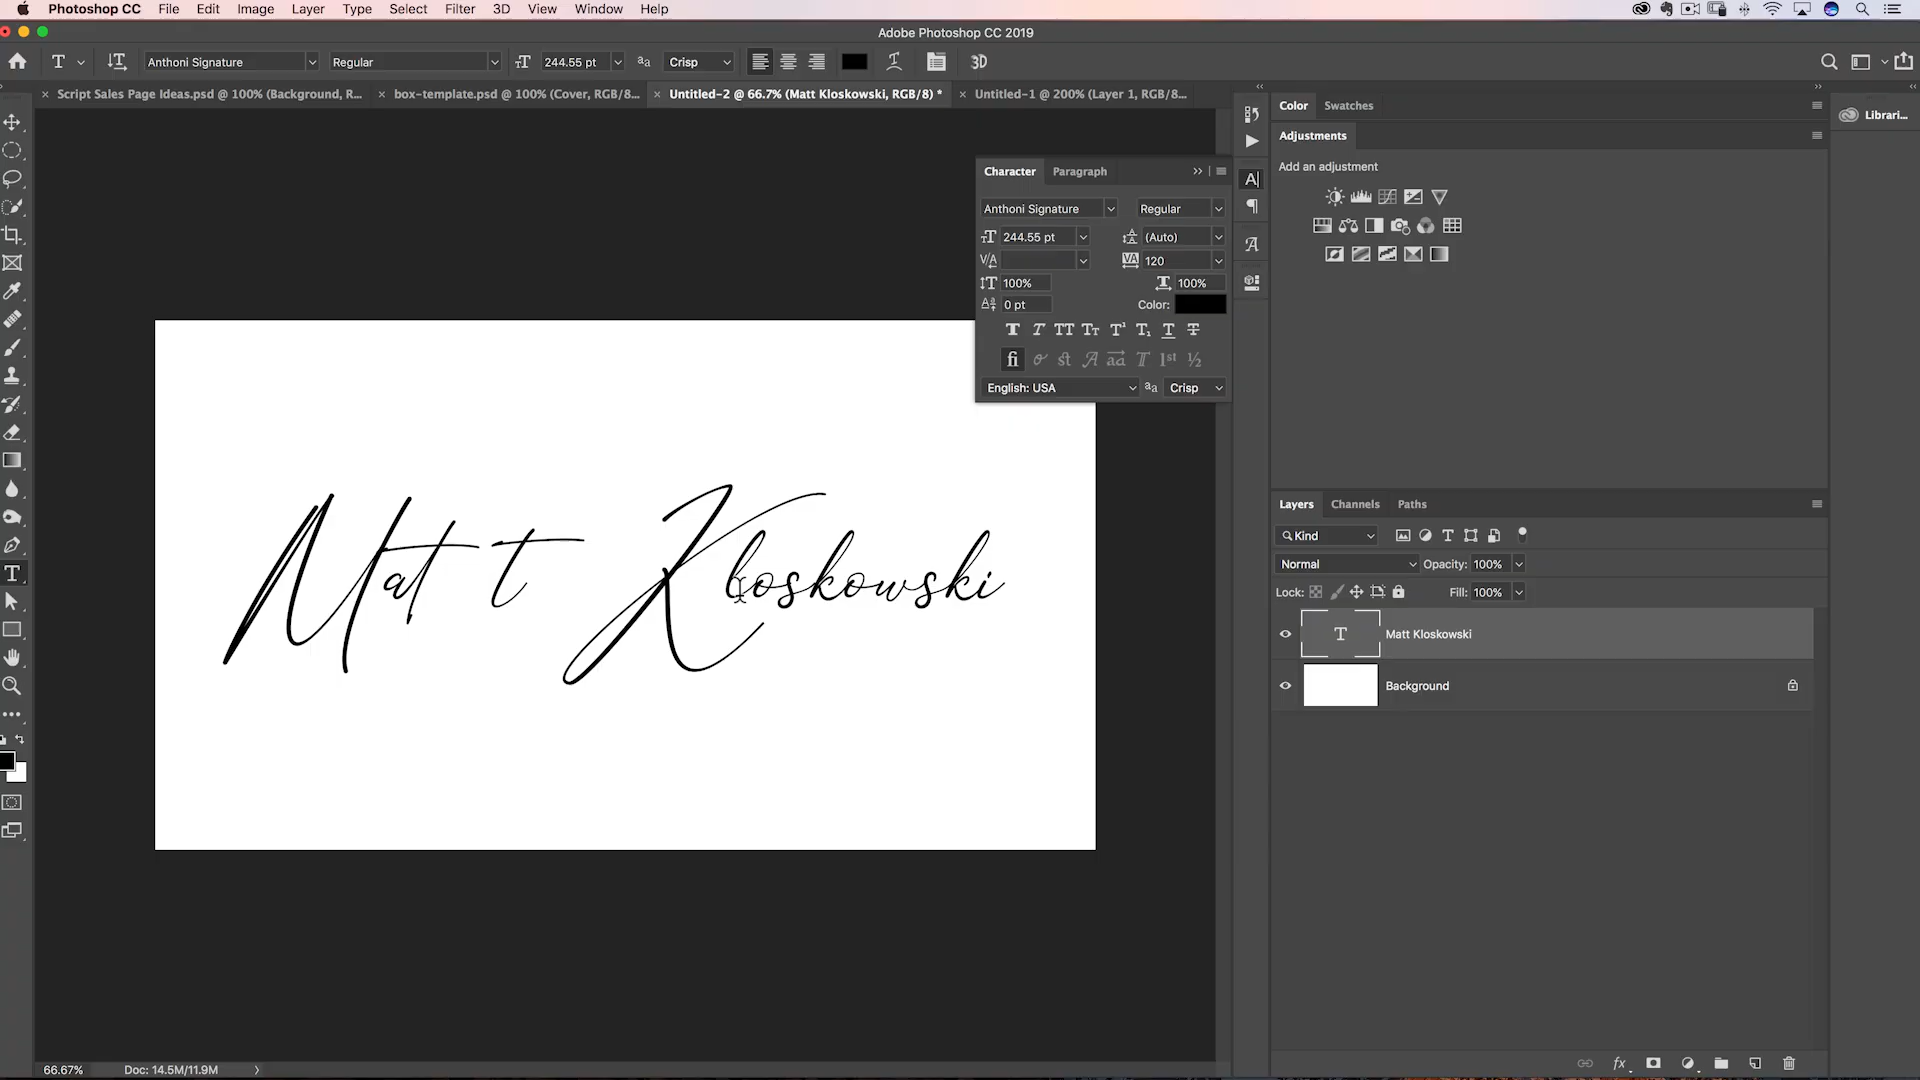 Photoshop CC File Edit Image Layer Type Select Filter 3D View Window Help
Adobe Photoshop CC 2019
Anthoni Signature Regular 244.55 pt Crisp 3D
Script Sales Page Ideas.psd @ 100% (Background, R... box-template.psd @ 100% (Cover, RGB/8... Untitled-2 @ 66.7% (Matt Kloskowski, RGB/8) * Untitled-1 @ 200% (Layer 1, RGB/8...
Character Paragraph
Anthoni Signature Regular
244.55 pt (Auto)
120
100% 100%
0 pt Color:
English: USA Crisp
Mat t Kloskowski
Color Swatches
Librari...
Adjustments
Add an adjustment
Layers Channels Paths
Kind
Normal Opacity: 100%
Lock: Fill: 100%
Matt Kloskowski
Background
66.67% Doc: 14.5M/11.9M